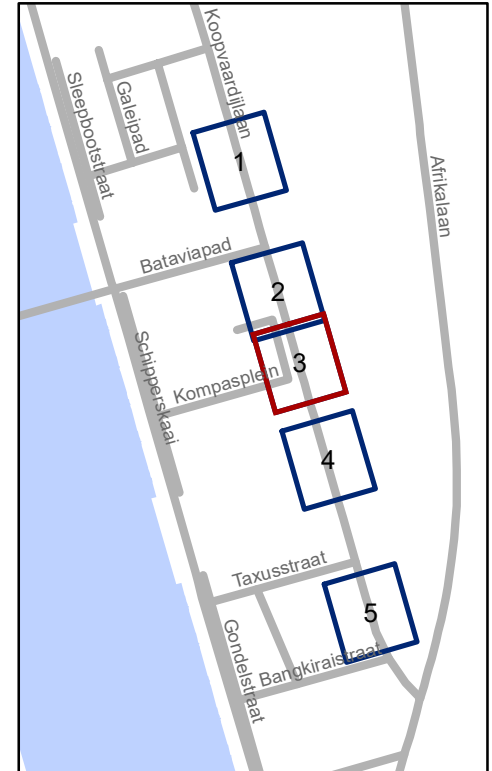 Koopvaardijlaan
Sleepbootstraat
Galeipad
1
Afrikalaan
Bataviapad
2
Schipperskaai
3
Kompasplein
4
Taxusstraat
5
Gondelstraat
Bangkiraistraat